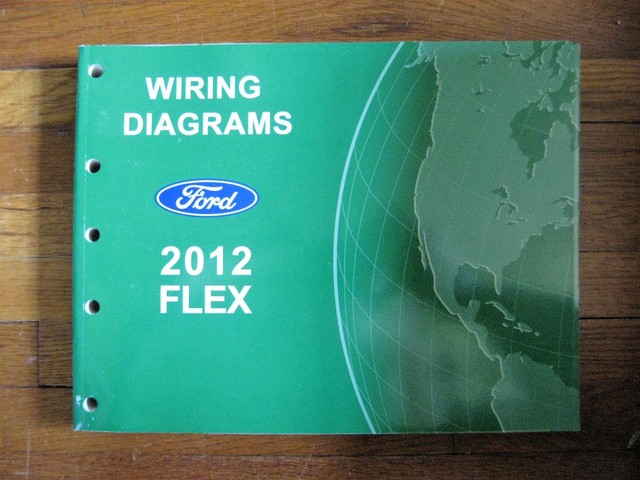 WIRING
DIAGRAMS
Ford
2012
FLEX